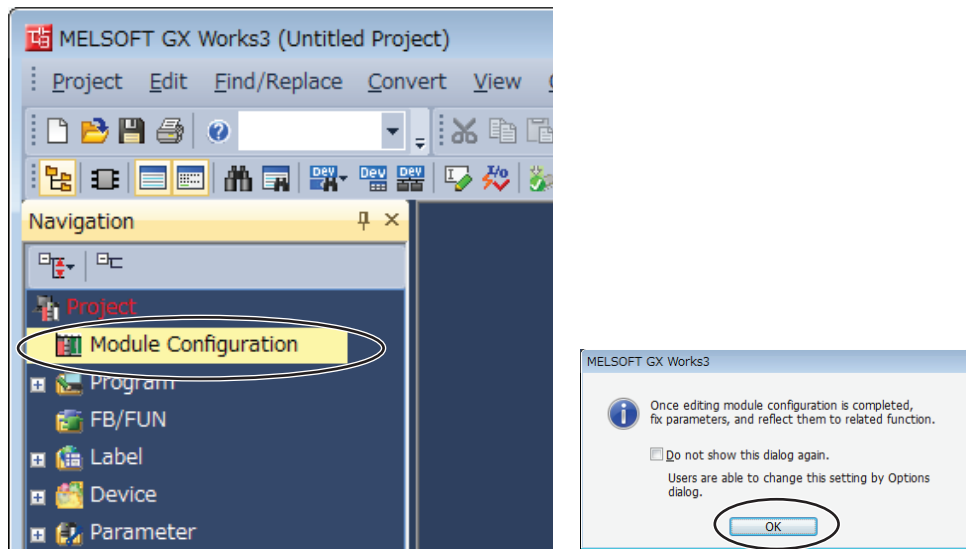 MELSOFT GX Works3 (Untitled Project)
Project Edit Find/Replace Convert View
Navigation
Project
Module Configuration
Program
FB/FUN
Label
Device
Parameter
MELSOFT GX Works3
Once editing module configuration is completed,
fix parameters, and reflect them to related function.
Do not show this dialog again.
Users are able to change this setting by Options
dialog.
OK